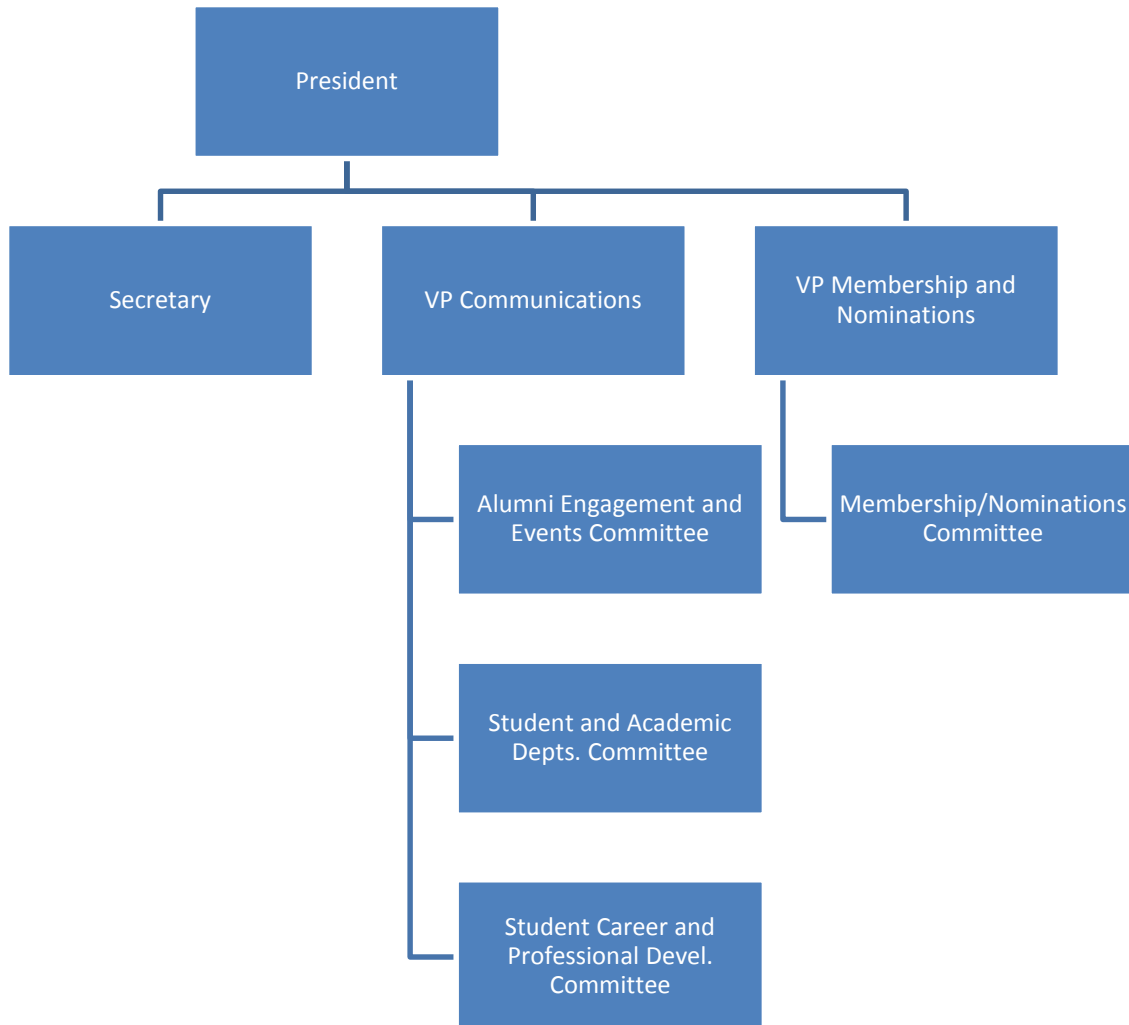 President
Secretary
VP Communications
VP Membership and
Nominations
Alumni Engagement and
Events Committee
Membership/Nominations
Committee
Student and Academic
Depts. Committee
Student Career and
Professional Devel.
Committee